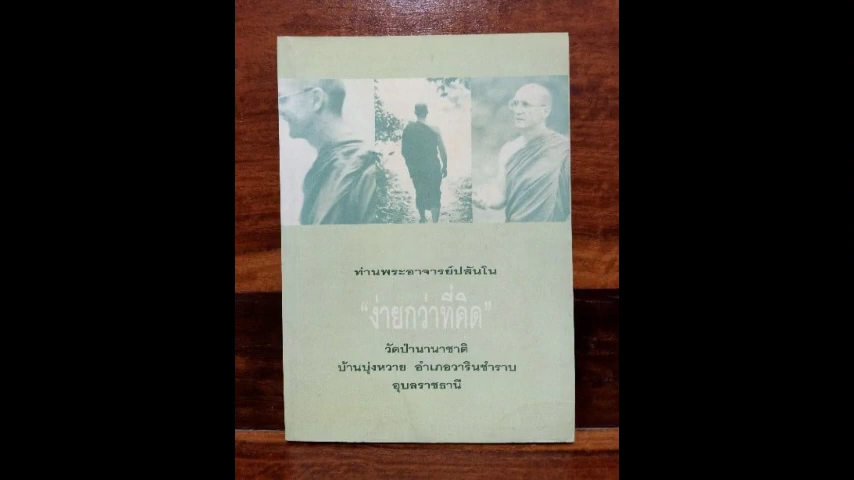 ท่านพระอาจารย์ปสันโน
“ง่ายกว่าที่คิด”
วัดป่านานาชาติ
บ้านบุ่งหวาย อำเภอวารินชำราบ
อุบลราชธานี